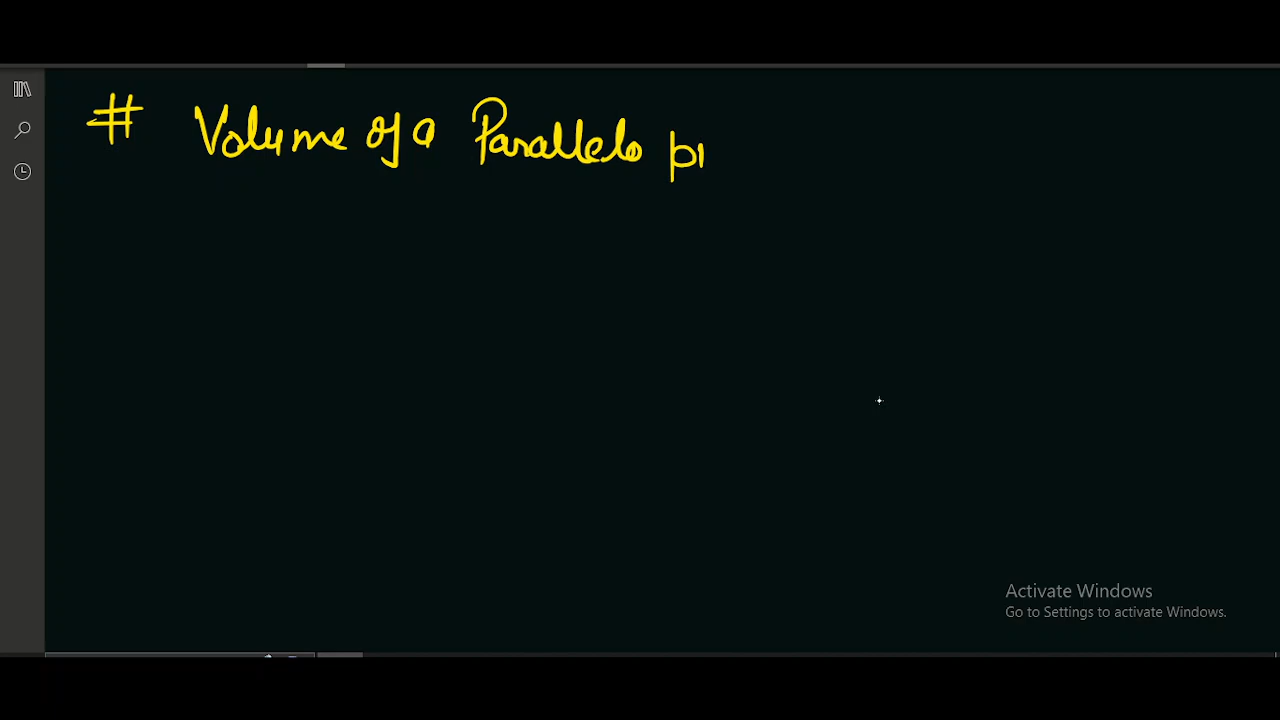 # Volume of a Parallelo pi
Activate Windows
Go to Settings to activate Windows.